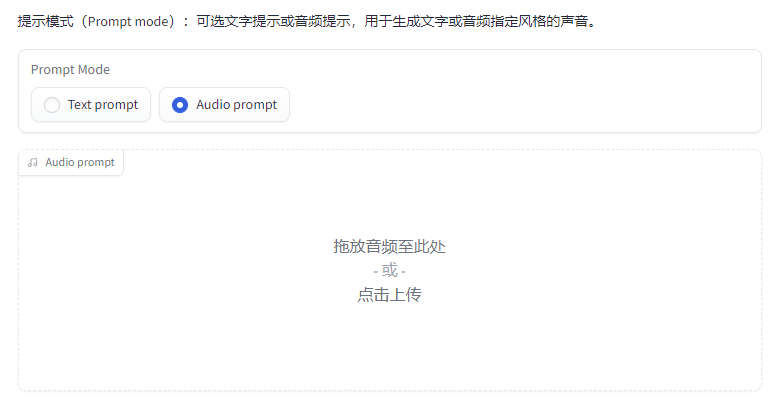 提示模式（Prompt mode）：可选文字提示或音频提示，用于生成文字或音频指定风格的声音。
Prompt Mode
Text prompt
Audio prompt
Audio prompt
拖放音频至此处
- 或 -
点击上传